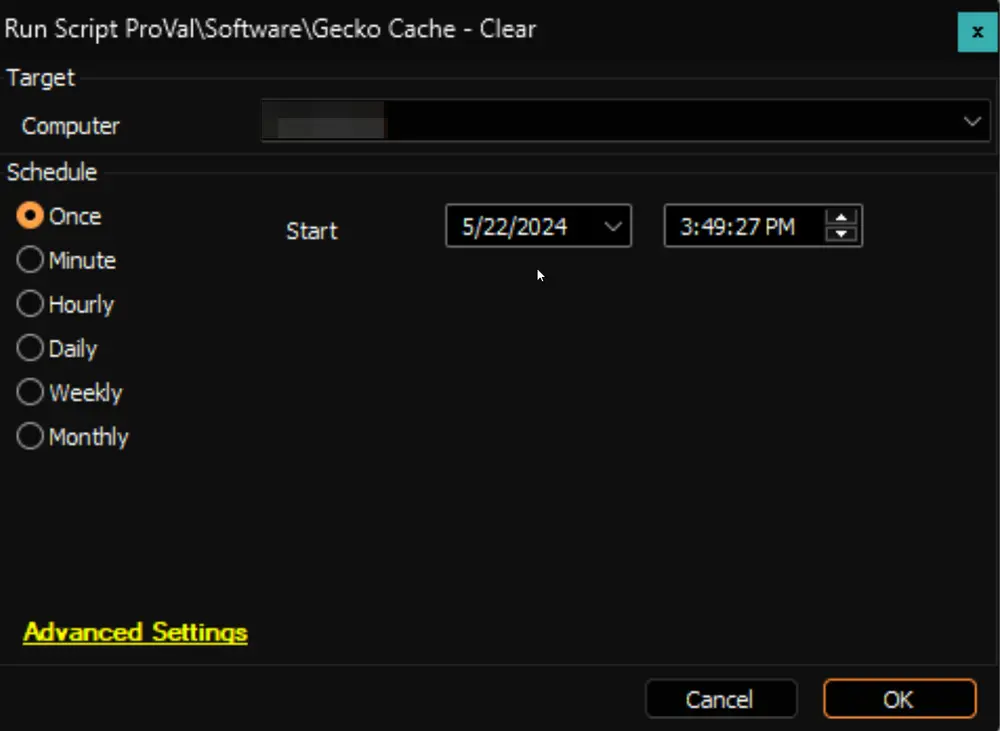 Run Script ProVal\Software\Gecko Cache - Clear
x
Target
Computer
Schedule
Once
Start
5/22/2024
3:49:27 PM
Minute
Hourly
Daily
Weekly
Monthly
Advanced Settings
Cancel
OK